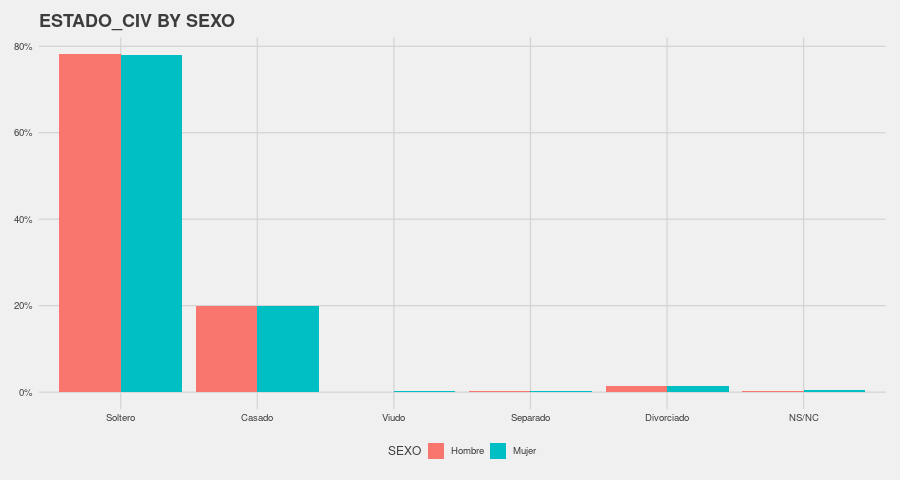 ESTADO_CIV BY SEXO
80%
60%
40%
20%
0%
Soltero Casado Viudo Separado Divorciado NS/NC
SEXO Hombre Mujer